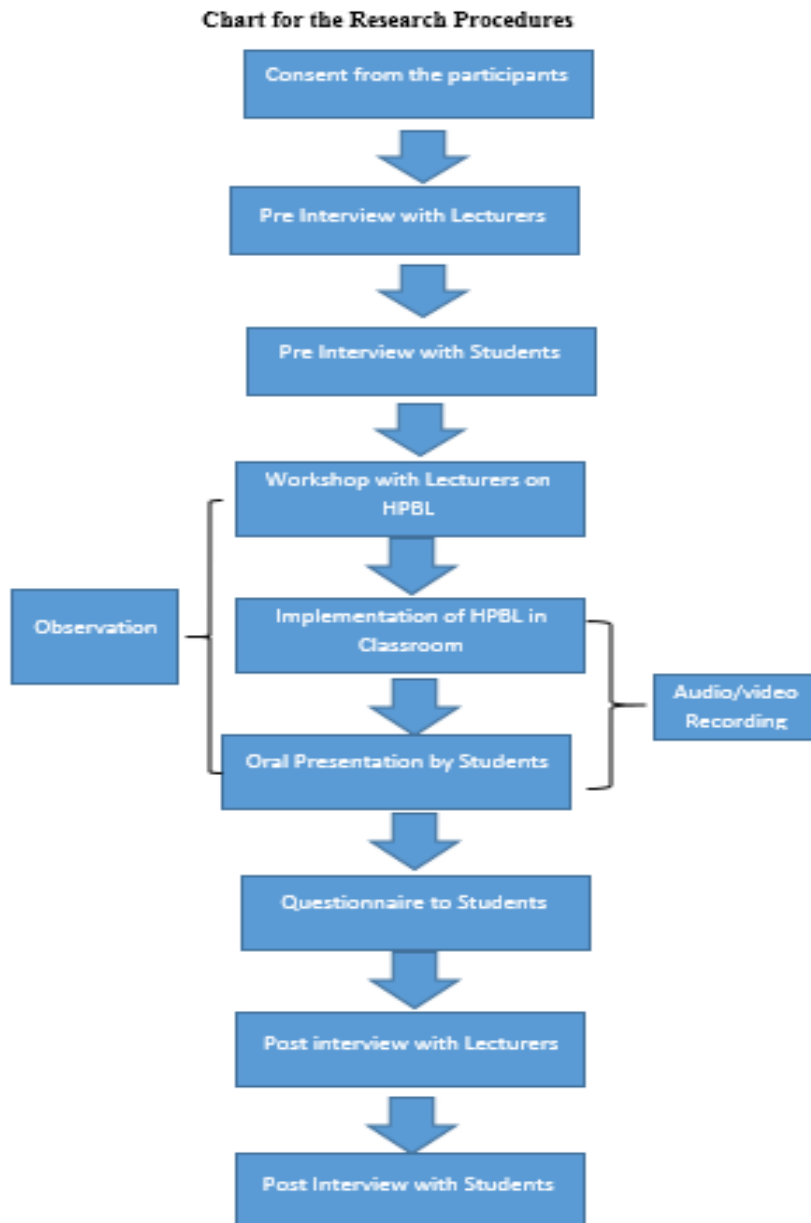 Chart for the Research Procedures
Consent from the participants
Pre Interview with Lecturers
Pre Interview with Students
Workshop with Lecturers on
HPBL
Observation
Implementation of HPBL in
Classroom
Audio/video
Recording
Oral Presentation by Students
Questionnaire to Students
Post interview with Lecturers
Post Interview with Students